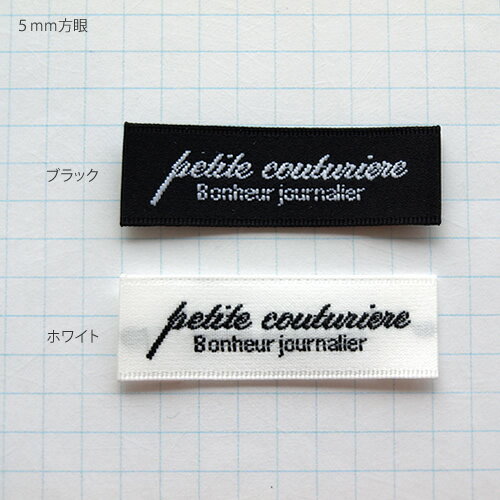 ５mm方眼
ブラック
petite couturiere
Bonheur journalier
ホワイト
petite couturiere
Bonheur journalier